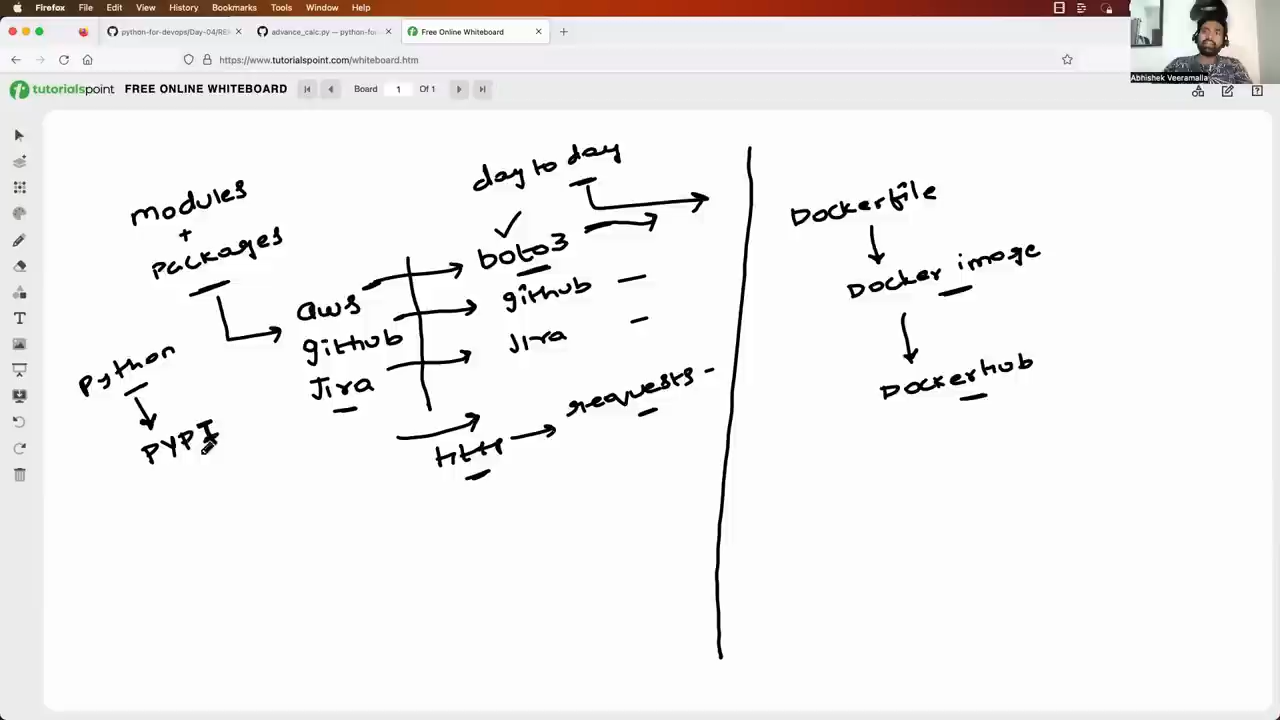 Firefox File Edit View History Bookmarks Tools Window Help
python-for-devops/Day-04/RE
advance_calc.py — python-for-
Free Online Whiteboard
https://www.tutorialspoint.com/whiteboard.htm
Abhishek Veeramalla
tutorialspoint FREE ONLINE WHITEBOARD Board 1 Of 1
modules
+
packages
Python
PYPI
aws
github
Jira
http
day to day
boto3
github
Jira
requests
Dockerfile
Docker image
Dockerhub